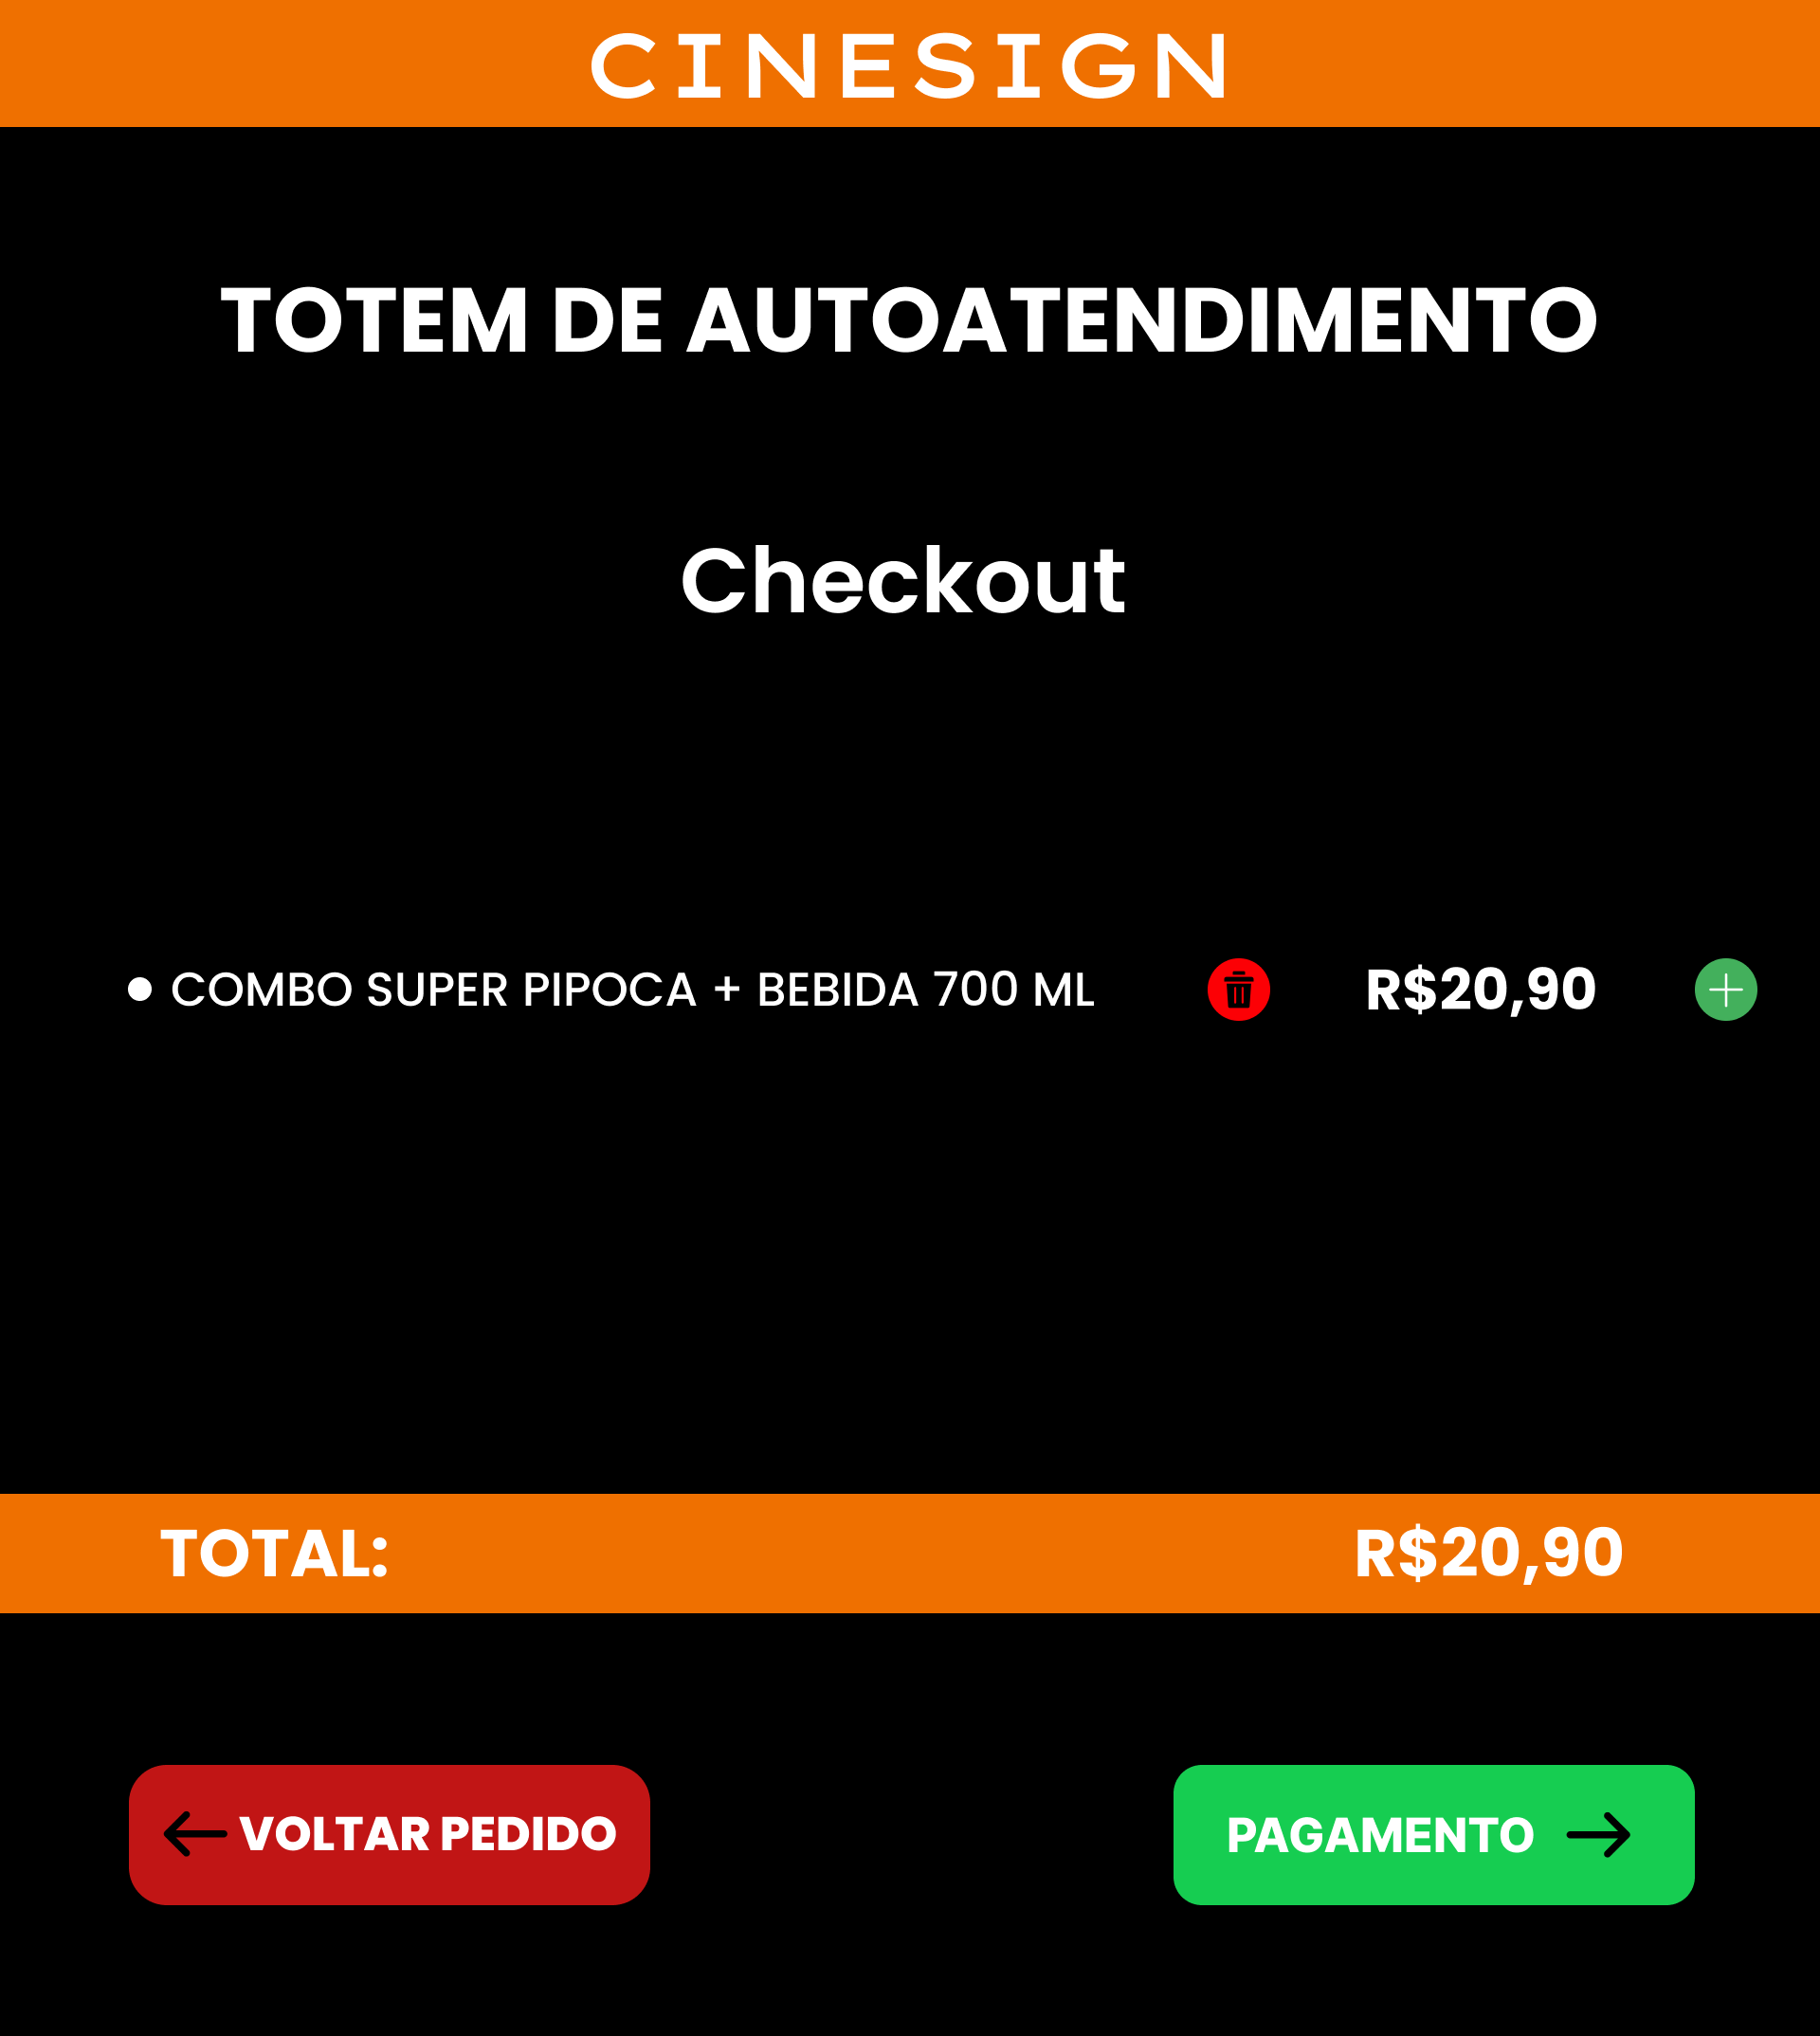 CINESIGN
TOTEM DE AUTOATENDIMENTO
Checkout
• COMBO SUPER PIPOCA + BEBIDA 700 ML R$20,90
TOTAL: R$20,90
VOLTAR PEDIDO PAGAMENTO